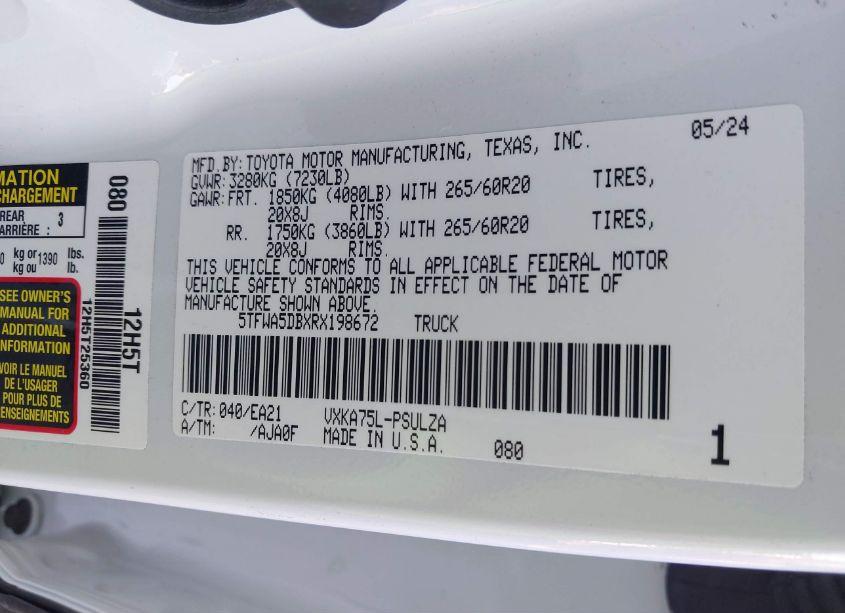 MATION
CHARGEMENT
REAR
ARRIÈRE : 3
0 kg or 1390 lbs.
kg ou lb.
SEE OWNER'S
MANUAL FOR
ADDITIONAL
INFORMATION
VOIR LE MANUEL
DE L'USAGER
POUR PLUS DE
RENSEIGNEMENTS
080
12H5T
12H5T25360
05/24
MFD.BY:TOYOTA MOTOR MANUFACTURING, TEXAS, INC.
GVWR:3280KG (7230LB)
GAWR:FRT. 1850KG (4080LB) WITH 265/60R20 TIRES,
20X8J RIMS.
RR. 1750KG (3860LB) WITH 265/60R20 TIRES,
20X8J RIMS.
THIS VEHICLE CONFORMS TO ALL APPLICABLE FEDERAL MOTOR
VEHICLE SAFETY STANDARDS IN EFFECT ON THE DATE OF
MANUFACTURE SHOWN ABOVE.
5TFWA5DBXRX198672 TRUCK
C/TR:040/EA21 VXKA75L-PSULZA
A/TM: /AJA0F MADE IN U.S.A. 080
1